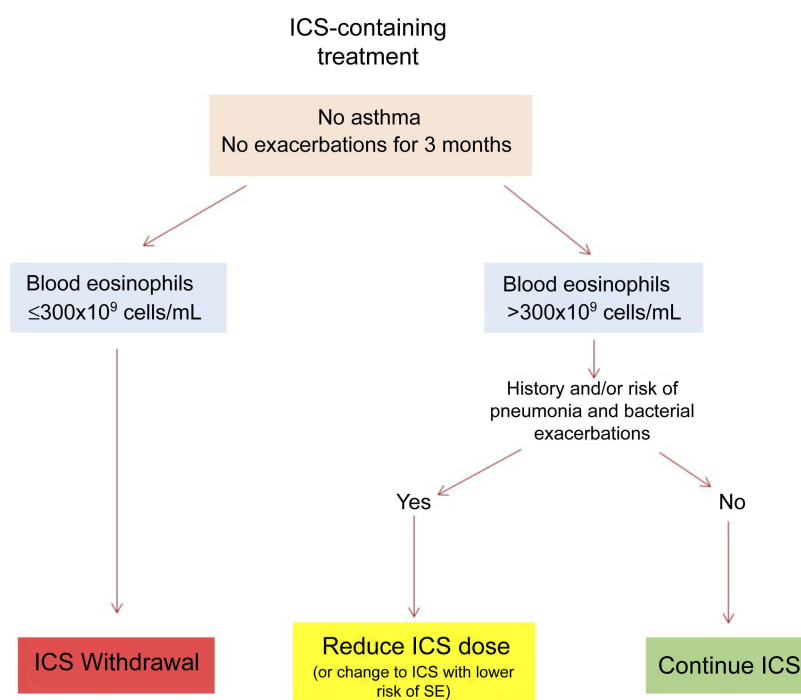 ICS-containing
treatment
No asthma
No exacerbations for 3 months
Blood eosinophils
≤300x10⁹ cells/mL
Blood eosinophils
>300x10⁹ cells/mL
History and/or risk of
pneumonia and bacterial
exacerbations
Yes
No
ICS Withdrawal
Reduce ICS dose
(or change to ICS with lower
risk of SE)
Continue ICS